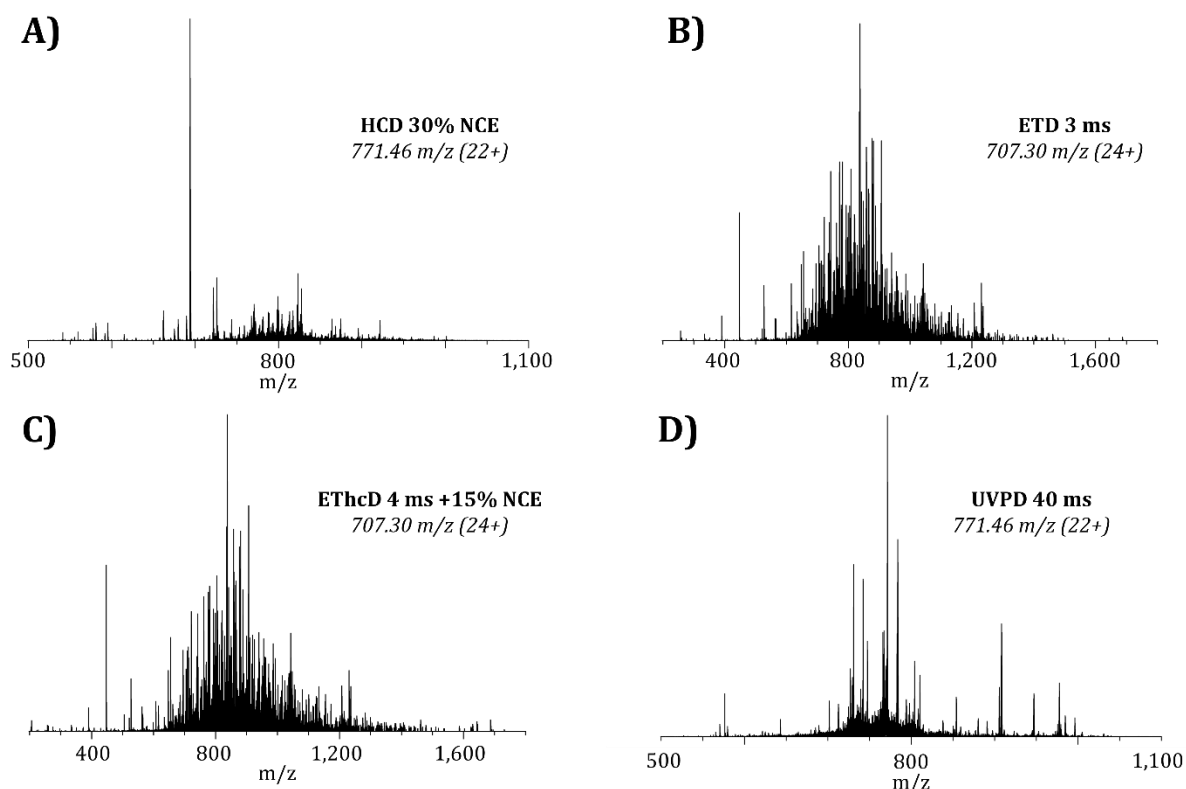 A)
HCD 30% NCE
771.46 m/z (22+)
500
800
1,100
m/z
B)
ETD 3 ms
707.30 m/z (24+)
400
800
1,200
1,600
m/z
C)
EThcD 4 ms +15% NCE
707.30 m/z (24+)
400
800
1,200
1,600
m/z
D)
UVPD 40 ms
771.46 m/z (22+)
500
800
1,100
m/z